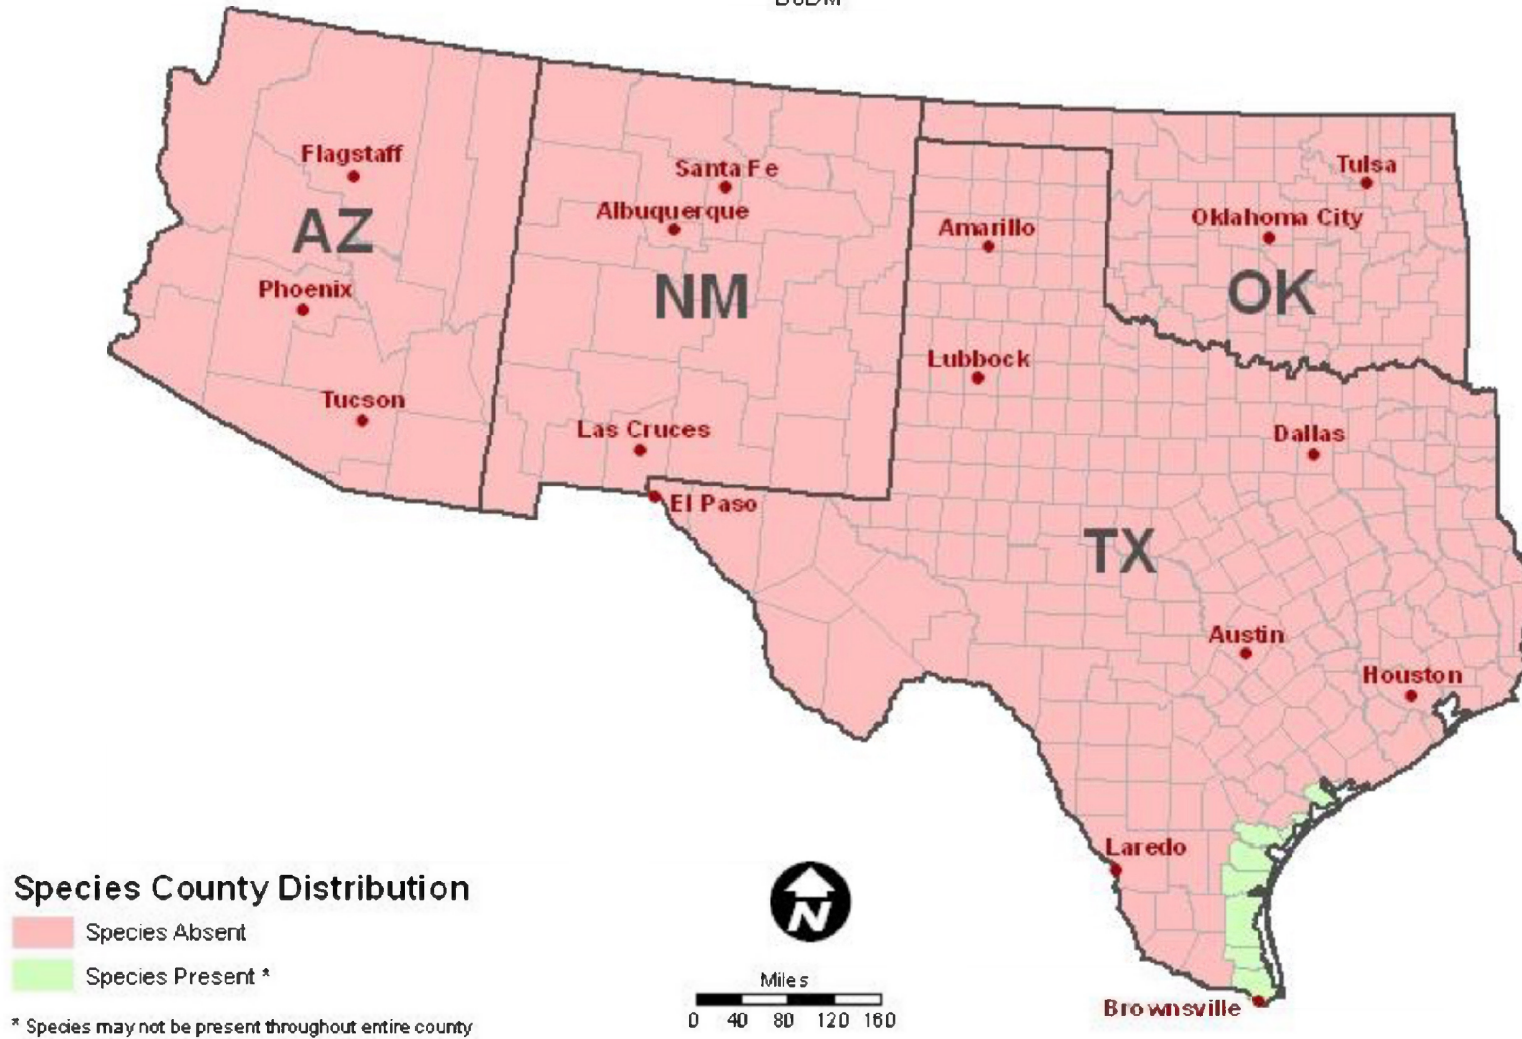 Flagstaff
Santa Fe
Tulsa
Albuquerque
Oklahoma City
Amarillo
AZ
Phoenix
NM
OK
Lubbock
Tucson
Las Cruces
Dallas
El Paso
TX
Austin
Houston
Laredo
Species County Distribution
Species Absent
N
Species Present *
Miles
Brownsville
0 40 80 120 160
* Species may not be present throughout entire county